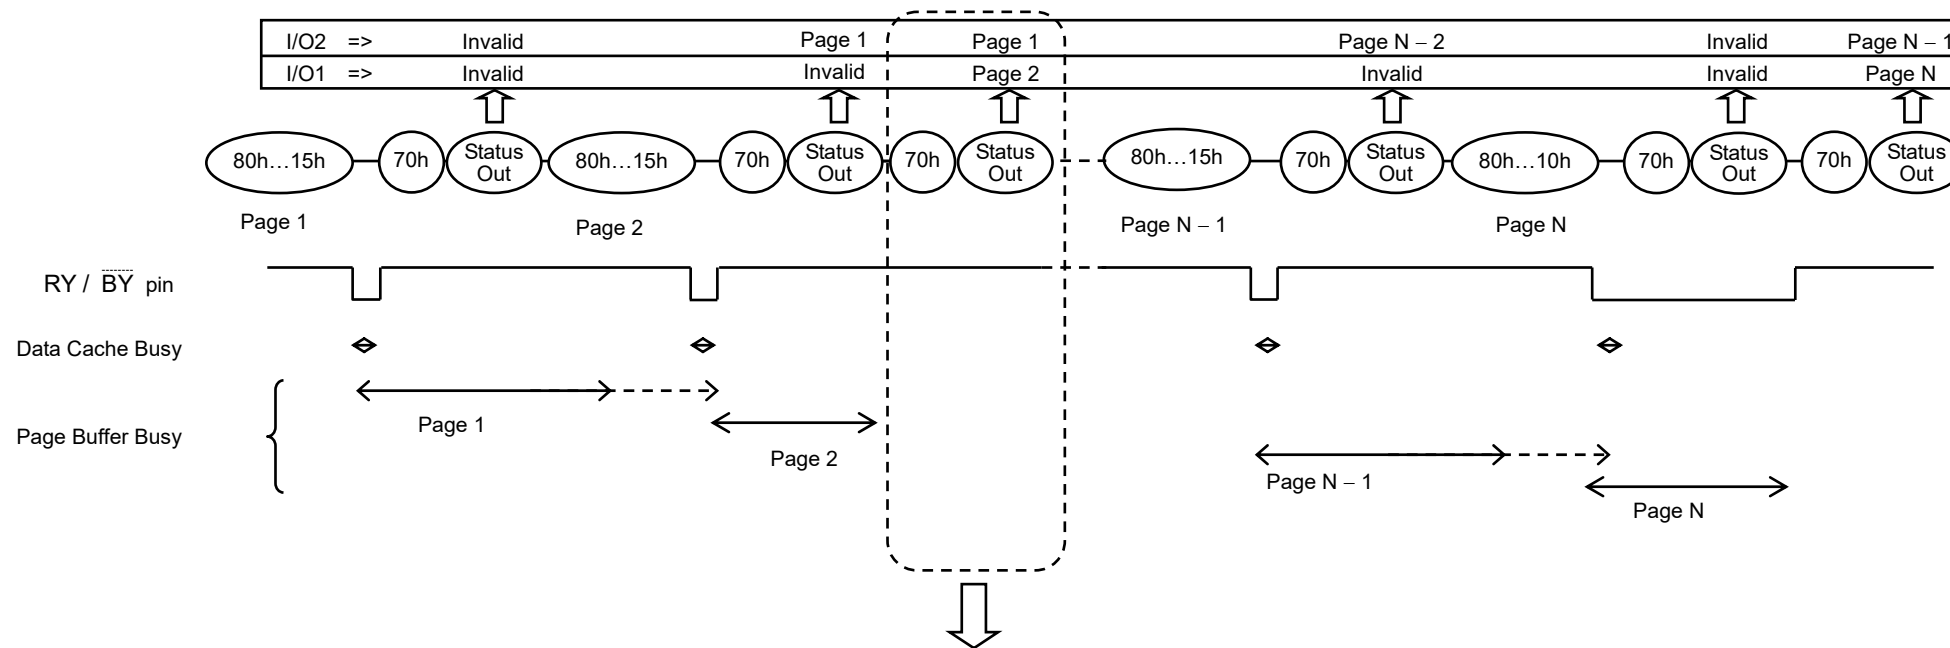 I/O2 => Invalid Page 1 Page 1 Page N − 2 Invalid Page N − 1
I/O1 => Invalid Invalid Page 2 Invalid Invalid Page N
80h…15h 70h Status Out 80h…15h 70h Status Out 70h Status Out 80h…15h 70h Status Out 80h…10h 70h Status Out 70h Status Out
Page 1 Page 2 Page N − 1 Page N
RY / BY pin
Data Cache Busy
Page Buffer Busy
Page 1
Page 2
Page N − 1
Page N